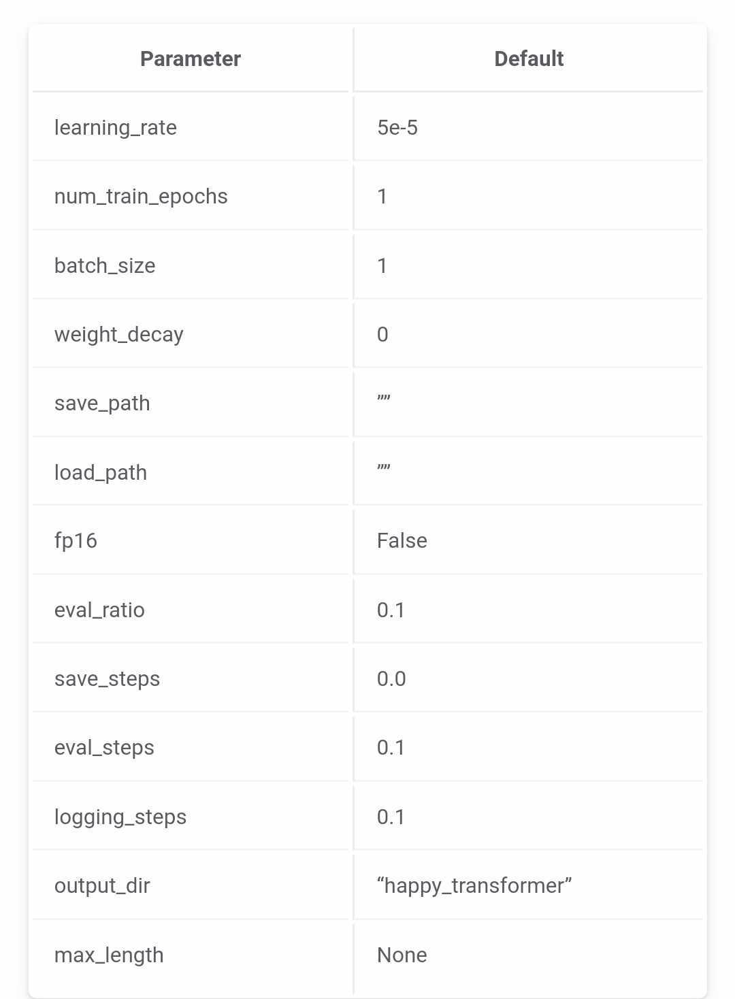 Parameter Default
learning_rate 5e-5
num_train_epochs 1
batch_size 1
weight_decay 0
save_path ””
load_path ””
fp16 False
eval_ratio 0.1
save_steps 0.0
eval_steps 0.1
logging_steps 0.1
output_dir “happy_transformer”
max_length None